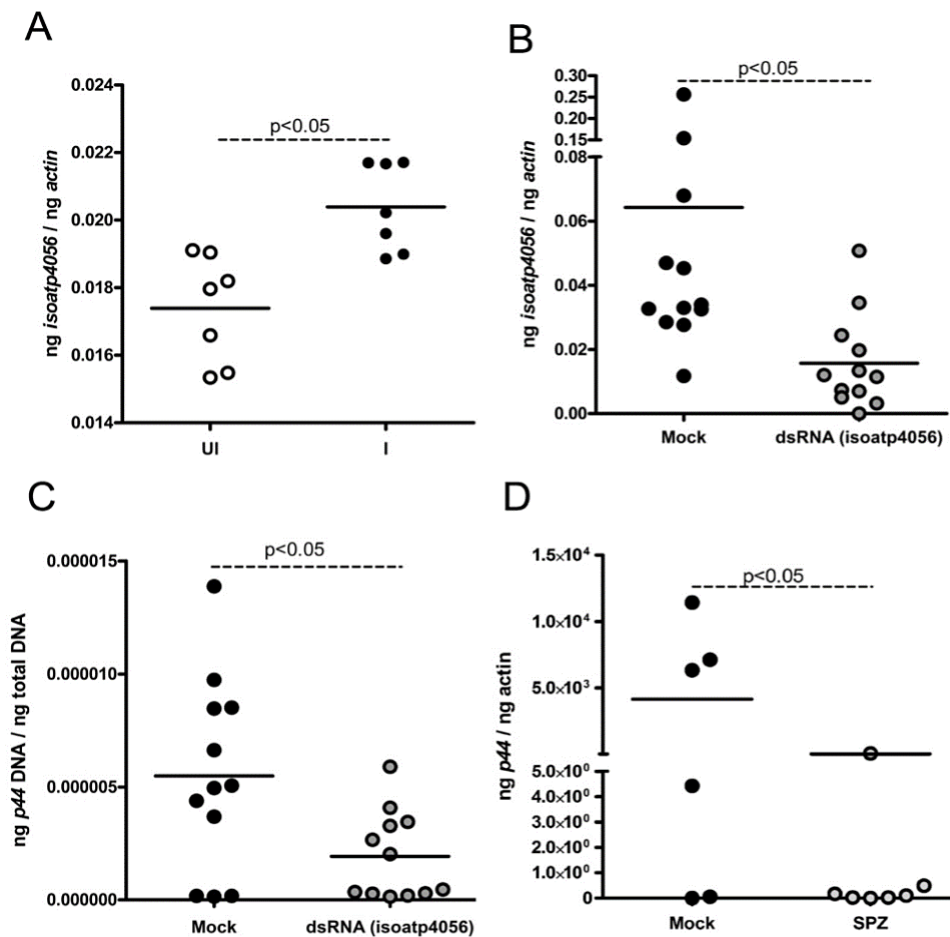 A
ng isoatp4056 / ng actin
0.024
0.022
0.020
0.018
0.016
0.014
p<0.05
UI
I
B
ng isoatp4056 / ng actin
0.30
0.25
0.20
0.15
0.08
0.06
0.04
0.02
0.00
p<0.05
Mock
dsRNA (isoatp4056)
C
ng p44 DNA / ng total DNA
0.000015
0.000010
0.000005
0.000000
p<0.05
Mock
dsRNA (isoatp4056)
D
ng p44 / ng actin
1.5×10⁴
1.0×10⁴
5.0×10³
5.0×10⁰
4.0×10⁰
3.0×10⁰
2.0×10⁰
1.0×10⁰
0
p<0.05
Mock
SPZ